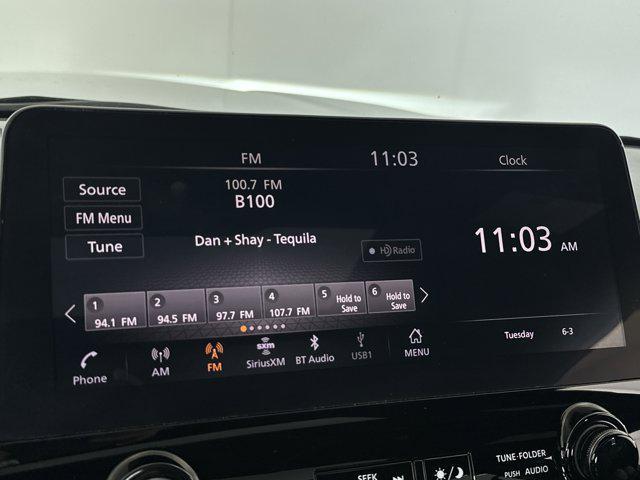 FM 11:03 Clock
Source
FM Menu
Tune
100.7 FM
B100
Dan + Shay - Tequila
HD Radio
11:03 AM
1 94.1 FM
2 94.5 FM
3 97.7 FM
4 107.7 FM
5 Hold to Save
6 Hold to Save
Tuesday 6-3
Phone
AM
FM
sxm
SiriusXM
BT Audio
USB1
MENU
SEEK
TUNE·FOLDER
PUSH AUDIO